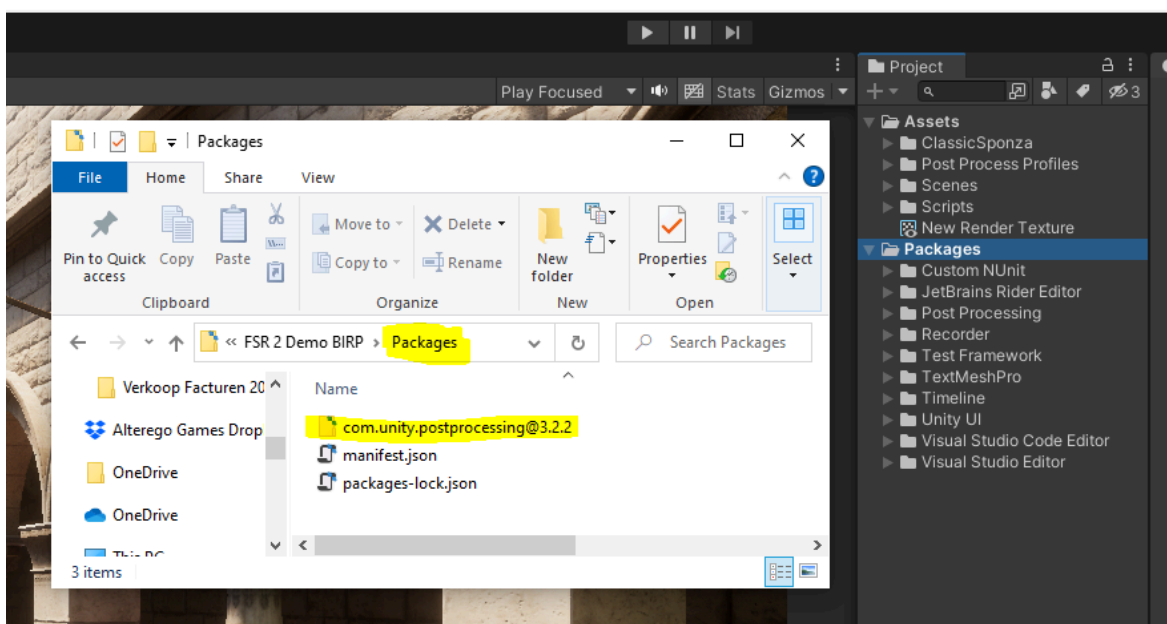 Project
Play Focused
Stats
Gizmos
3
Assets
ClassicSponza
Post Process Profiles
Scenes
Scripts
New Render Texture
Packages
Custom NUnit
JetBrains Rider Editor
Post Processing
Recorder
Test Framework
TextMeshPro
Timeline
Unity UI
Visual Studio Code Editor
Visual Studio Editor
Packages
File
Home
Share
View
?
Pin to Quick access
Copy
Paste
Clipboard
Move to
Copy to
Delete
Rename
Organize
New folder
New
Properties
Open
Select
« FSR 2 Demo BIRP > Packages
Search Packages
Verkoop Facturen 20
Alterego Games Drop
OneDrive
OneDrive
Name
com.unity.postprocessing@3.2.2
manifest.json
packages-lock.json
3 items